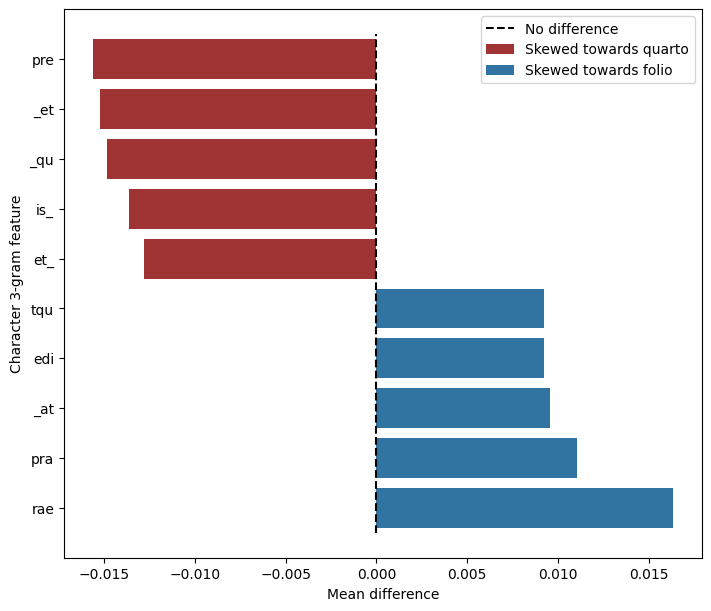 No difference
Skewed towards quarto
Skewed towards folio
Character 3-gram feature
pre
_et
_qu
is_
et_
tqu
edi
_at
pra
rae
−0.015 −0.010 −0.005 0.000 0.005 0.010 0.015
Mean difference